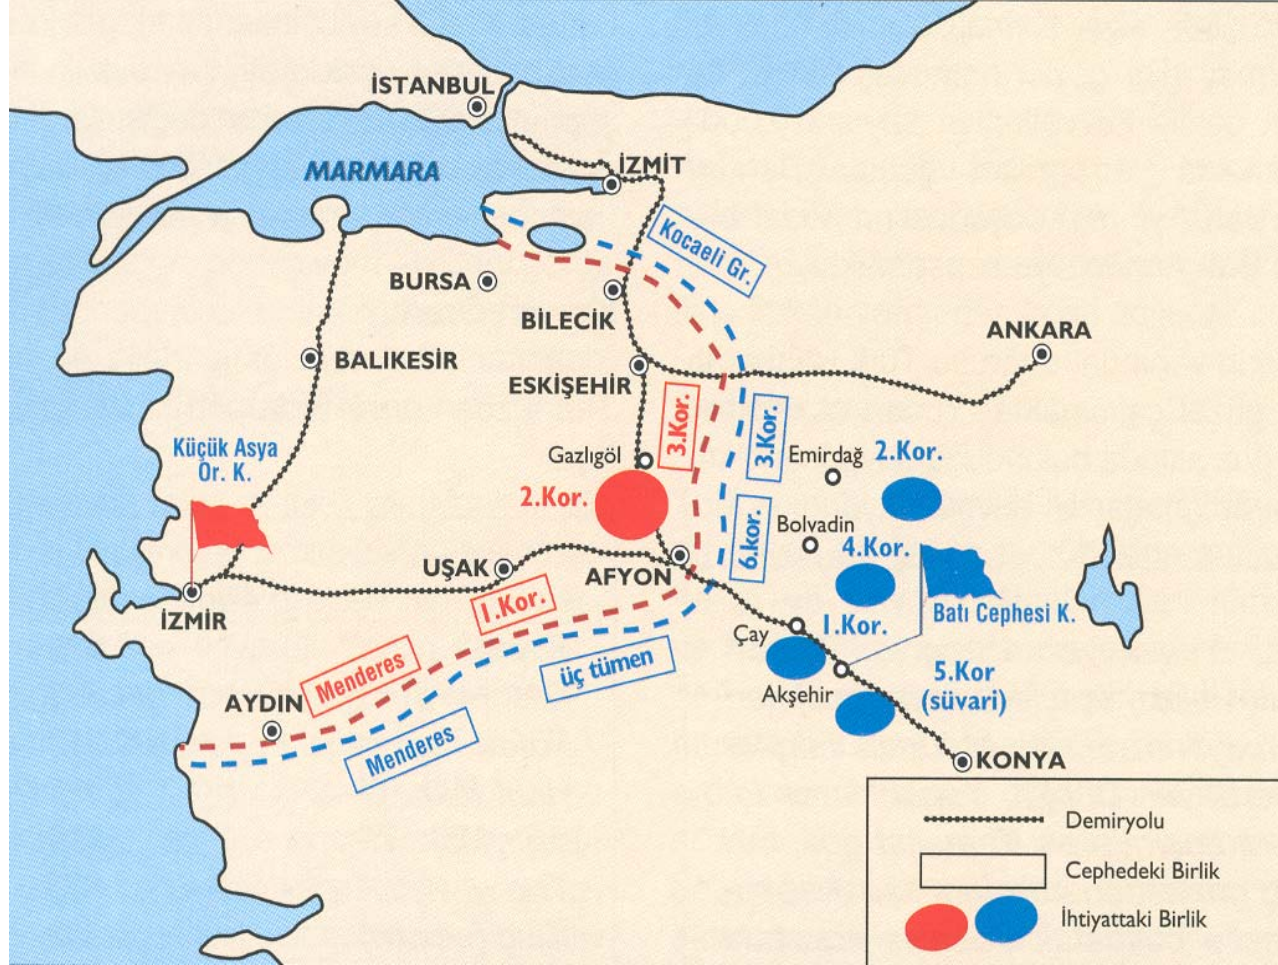 İSTANBUL
MARMARA
İZMİT
Kocaeli Gr.
BURSA
BİLECİK
ANKARA
BALIKESİR
ESKİŞEHİR
3.Kor.
3.Kor.
Küçük Asya
Or. K.
Gazlıgöl
Emirdağ
2.Kor.
2.Kor.
6.kor.
Bolvadin
4.Kor.
UŞAK
AFYON
1.Kor.
İZMİR
Çay
1.Kor.
Batı Cephesi K.
Menderes
üç tümen
Akşehir
5.Kor
(süvari)
AYDIN
Menderes
KONYA
Demiryolu
Cephedeki Birlik
İhtiyattaki Birlik